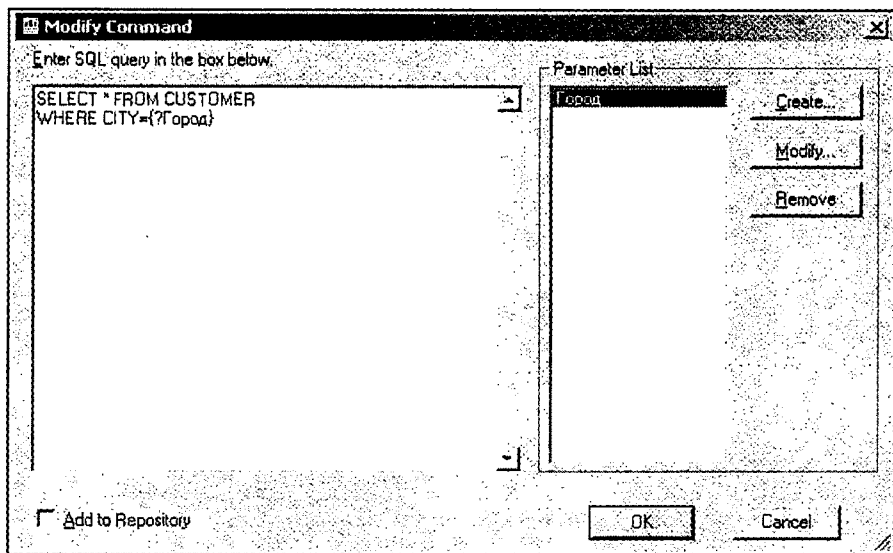 Modify Command
Enter SQL query in the box below.
SELECT * FROM CUSTOMER
WHERE CITY={?Город}
Parameter List
Город
Create...
Modify...
Remove
Add to Repository
OK
Cancel